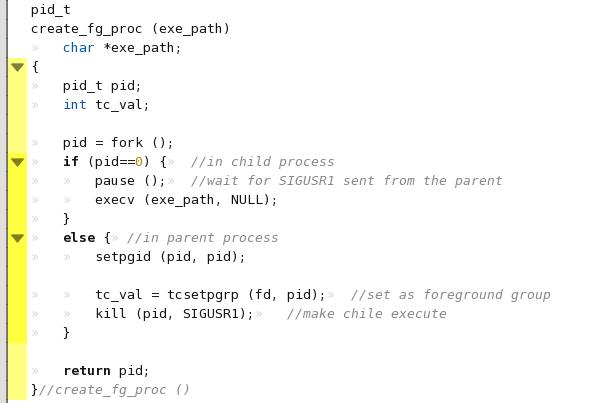 pid_t
create_fg_proc (exe_path)
» char *exe_path;
{
» pid_t pid;
» int tc_val;
» pid = fork ();
» if (pid==0) {» //in child process
» » pause ();» //wait for SIGUSR1 sent from the parent
» » execv (exe_path, NULL);
» }
» else {» //in parent process
» » setpgid (pid, pid);
» » tc_val = tcsetpgrp (fd, pid);» //set as foreground group
» » kill (pid, SIGUSR1);» //make chile execute
» }
» return pid;
}//create_fg_proc ()